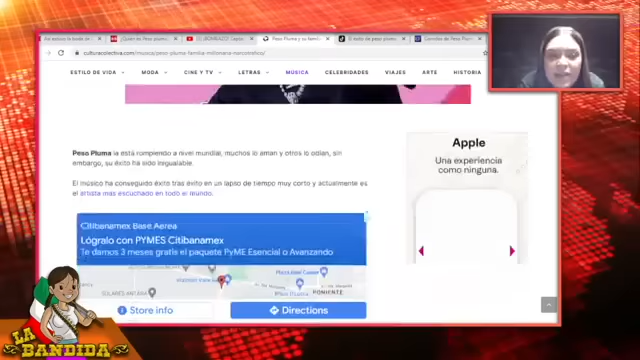 culturacolectiva.com/musica/peso-pluma-familia-millonaria-narcotrafico/
ESTILO DE VIDA
MODA
CINE Y TV
MÚSICA
CELEBRIDADES
VIAJES
ARTE
HISTORIA
Peso Pluma la está rompiendo a nivel mundial, muchos lo aman y otros lo odian, sin
embargo, su éxito ha sido inigualable.
El músico ha conseguido éxito tras éxito en un lapso de tiempo muy corto y actualmente es
el artista más escuchado en todo el mundo.
Citibanamex Base Aerea
Lógralo con PYMES Citibanamex
Te damos 3 meses gratis el paquete PyME Esencial o Avanzando
PONIENTE
Store info
Directions
Apple
Una experiencia
como ninguna.
LA
BANDIDA